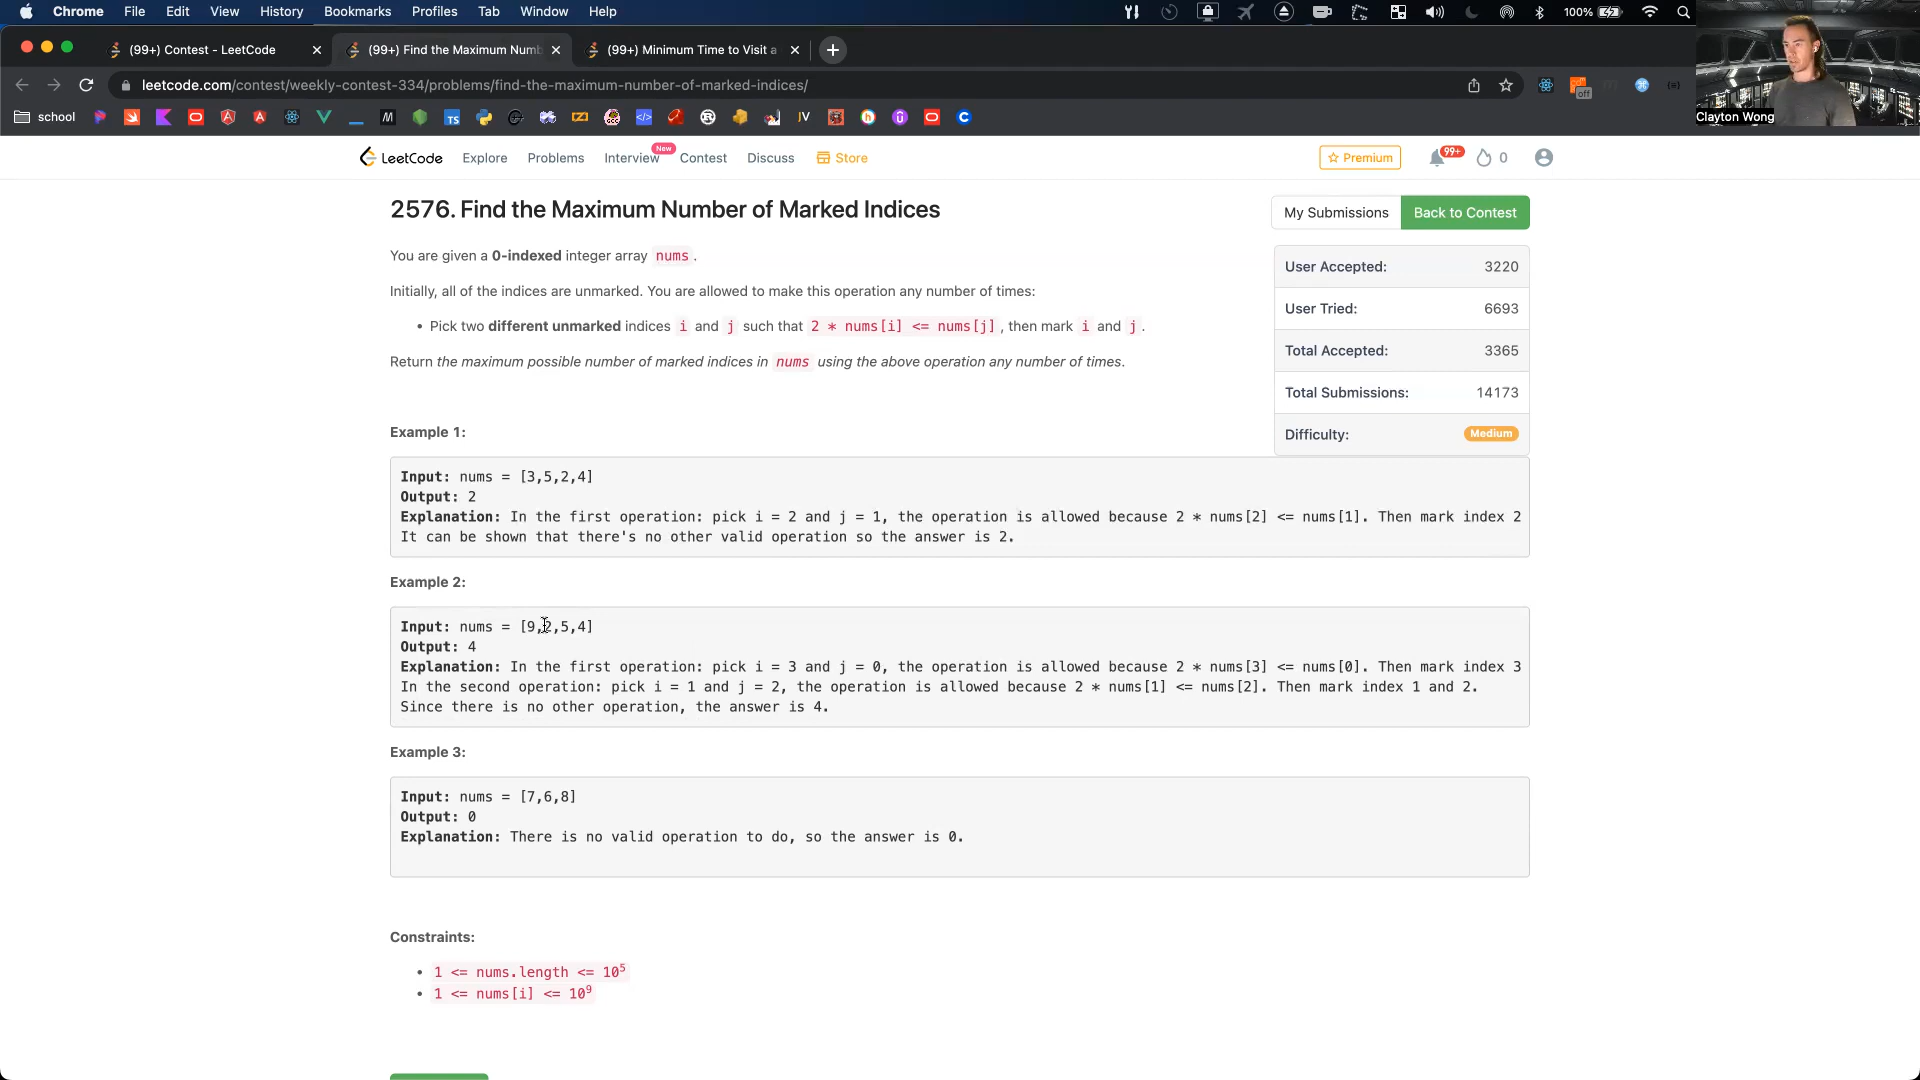 Chrome File Edit View History Bookmarks Profiles Tab Window Help 100%
(99+) Contest - LeetCode (99+) Find the Maximum Numb (99+) Minimum Time to Visit a
leetcode.com/contest/weekly-contest-334/problems/find-the-maximum-number-of-marked-indices/
off
school
TS
JV
Clayton Wong
LeetCode Explore Problems Interview New Contest Discuss Store Premium 99+ 0
2576. Find the Maximum Number of Marked Indices
My Submissions Back to Contest
You are given a 0-indexed integer array nums .
Initially, all of the indices are unmarked. You are allowed to make this operation any number of times:
• Pick two different unmarked indices i and j such that 2 * nums[i] <= nums[j] , then mark i and j .
Return the maximum possible number of marked indices in nums using the above operation any number of times.
User Accepted: 3220
User Tried: 6693
Total Accepted: 3365
Total Submissions: 14173
Difficulty: Medium
Example 1:
Input: nums = [3,5,2,4]
Output: 2
Explanation: In the first operation: pick i = 2 and j = 1, the operation is allowed because 2 * nums[2] <= nums[1]. Then mark index 2
It can be shown that there's no other valid operation so the answer is 2.
Example 2:
Input: nums = [9,2,5,4]
Output: 4
Explanation: In the first operation: pick i = 3 and j = 0, the operation is allowed because 2 * nums[3] <= nums[0]. Then mark index 3
In the second operation: pick i = 1 and j = 2, the operation is allowed because 2 * nums[1] <= nums[2]. Then mark index 1 and 2.
Since there is no other operation, the answer is 4.
Example 3:
Input: nums = [7,6,8]
Output: 0
Explanation: There is no valid operation to do, so the answer is 0.
Constraints:
• 1 <= nums.length <= 10⁵
• 1 <= nums[i] <= 10⁹